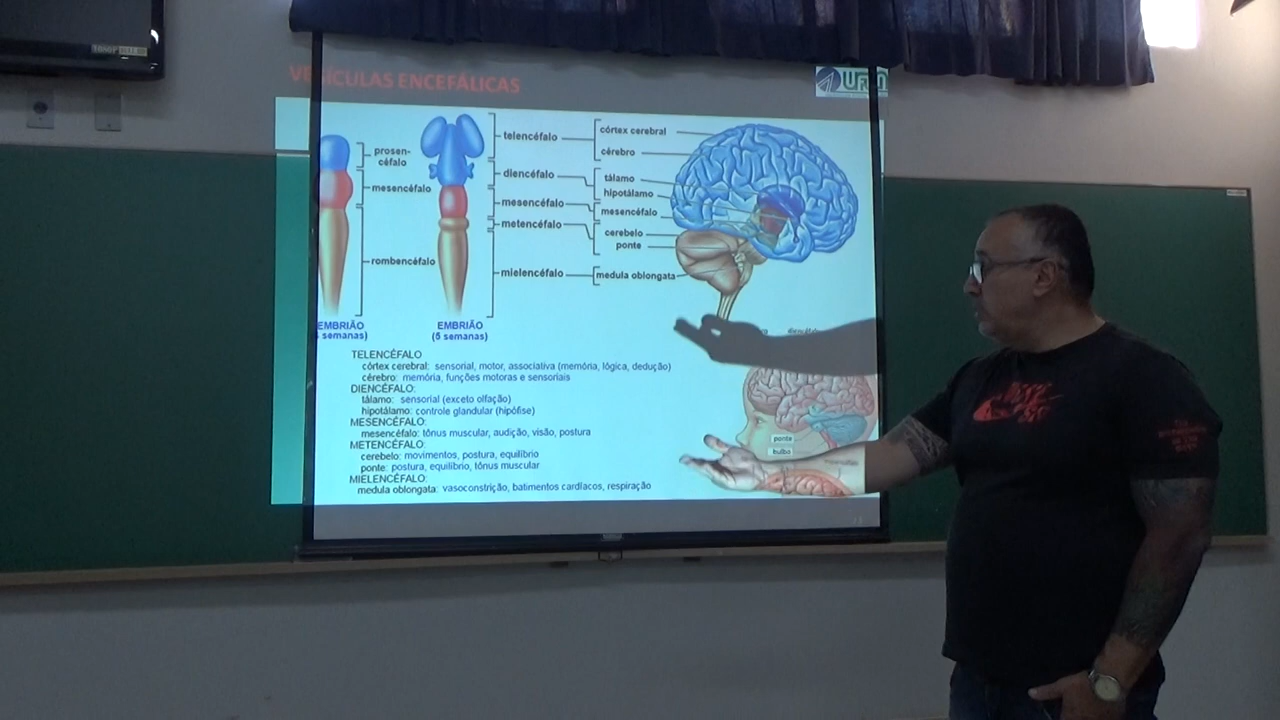 VESÍCULAS ENCEFÁLICAS
prosen-
céfalo
mesencéfalo
rombencéfalo
EMBRIÃO
semanas)
EMBRIÃO
(5 semanas)
telencéfalo
diencéfalo
mesencéfalo
metencéfalo
mielencéfalo
córtex cerebral
cérebro
tálamo
hipotálamo
mesencéfalo
cerebelo
ponte
medula oblongata
TELENCÉFALO
córtex cerebral: sensorial, motor, associativa (memória, lógica, dedução)
cérebro: memória, funções motoras e sensoriais
DIENCÉFALO:
tálamo: sensorial (exceto olfação)
hipotálamo: controle glandular (hipófise)
MESENCÉFALO:
mesencéfalo: tônus muscular, audição, visão, postura
METENCÉFALO:
cerebelo: movimentos, postura, equilíbrio
ponte: postura, equilíbrio, tônus muscular
MIELENCÉFALO:
medula oblongata: vasoconstrição, batimentos cardíacos, respiração
ponte
bulbo